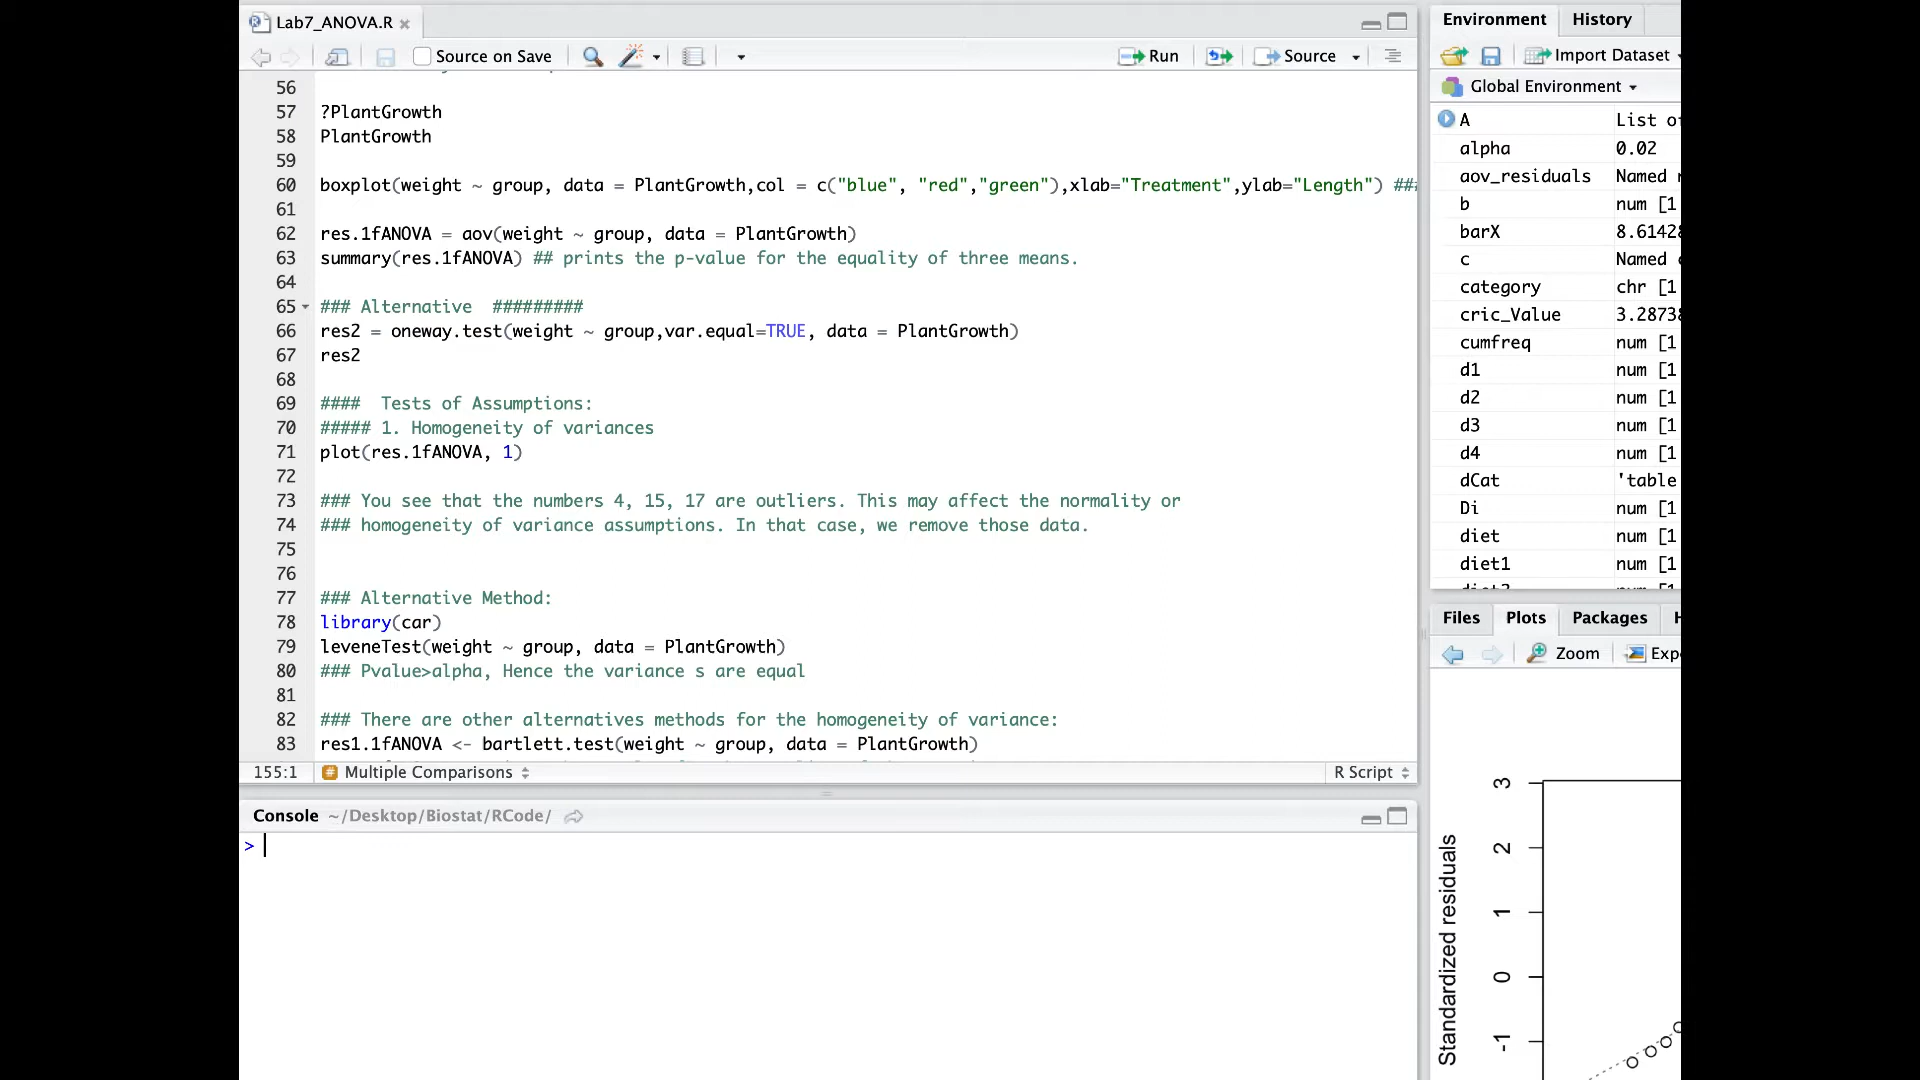 Lab7_ANOVA.R
Source on Save
Run
Source
56
57 ?PlantGrowth
58 PlantGrowth
59
60 boxplot(weight ~ group, data = PlantGrowth,col = c("blue", "red","green"),xlab="Treatment",ylab="Length") ##
61
62 res.1fANOVA = aov(weight ~ group, data = PlantGrowth)
63 summary(res.1fANOVA) ## prints the p-value for the equality of three means.
64
65 ### Alternative #########
66 res2 = oneway.test(weight ~ group,var.equal=TRUE, data = PlantGrowth)
67 res2
68
69 #### Tests of Assumptions:
70 ##### 1. Homogeneity of variances
71 plot(res.1fANOVA, 1)
72
73 ### You see that the numbers 4, 15, 17 are outliers. This may affect the normality or
74 ### homogeneity of variance assumptions. In that case, we remove those data.
75
76
77 ### Alternative Method:
78 library(car)
79 leveneTest(weight ~ group, data = PlantGrowth)
80 ### Pvalue>alpha, Hence the variance s are equal
81
82 ### There are other alternatives methods for the homogeneity of variance:
83 res1.1fANOVA <- bartlett.test(weight ~ group, data = PlantGrowth)
155:1 # Multiple Comparisons R Script
Console ~/Desktop/Biostat/RCode/
>
Environment History
Import Dataset
Global Environment
A List o
alpha 0.02
aov_residuals Named
b num [1
barX 8.6142
c Named
category chr [1
cric_Value 3.2873
cumfreq num [1
d1 num [1
d2 num [1
d3 num [1
d4 num [1
dCat 'table
Di num [1
diet num [1
diet1 num [1
Files Plots Packages
Zoom Exp
Standardized residuals
3
2
1
0
-1